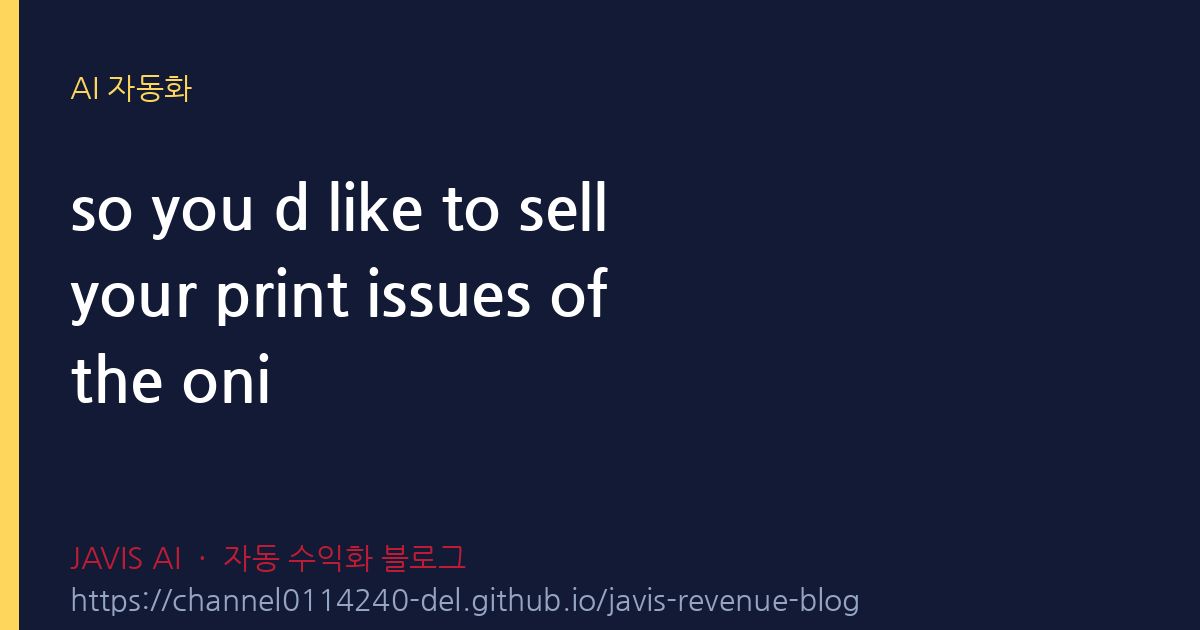 AI 자동화
so you d like to sell
your print issues of
the oni
JAVIS AI · 자동 수익화 블로그
https://channel0114240-del.github.io/javis-revenue-blog